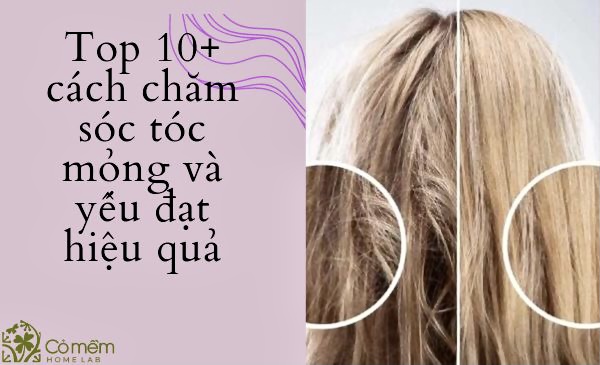 Top 10+
cách chăm
sóc tóc
mỏng và
yếu đạt
hiệu quả
Cỏ mềm
HOME LAB